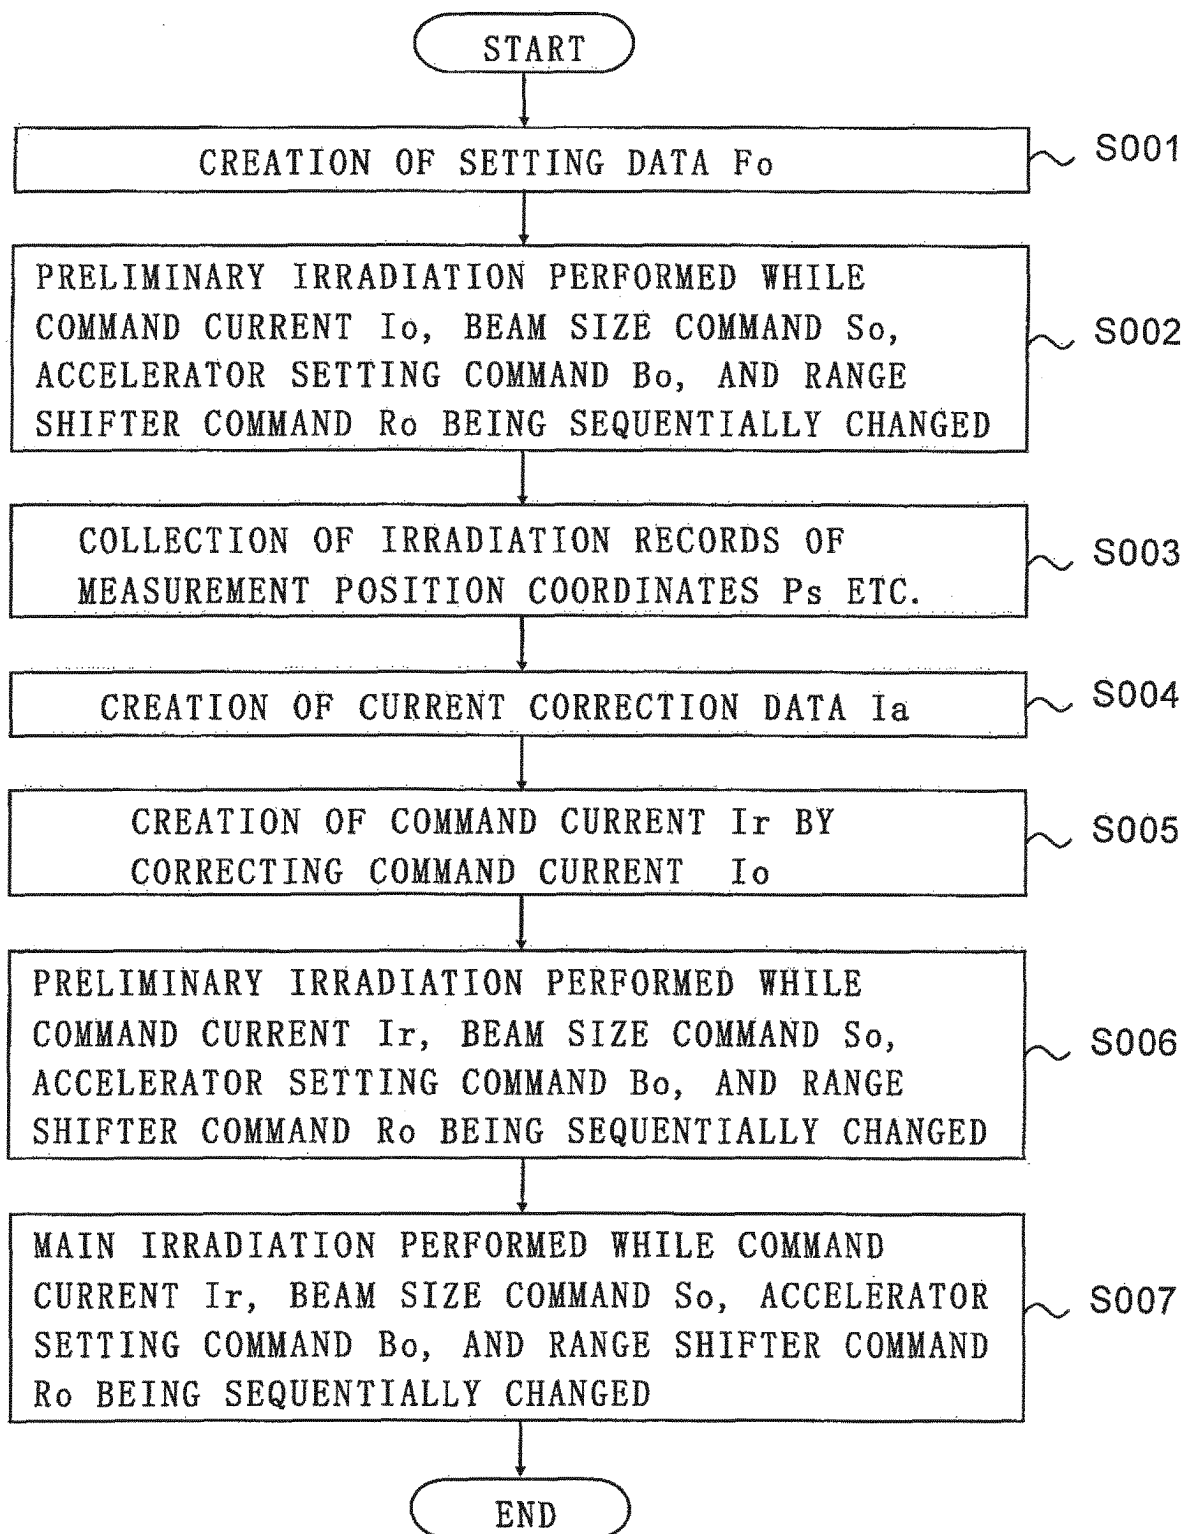 START
CREATION OF SETTING DATA Fo
S001
PRELIMINARY IRRADIATION PERFORMED WHILE
COMMAND CURRENT Io, BEAM SIZE COMMAND So,
ACCELERATOR SETTING COMMAND Bo, AND RANGE
SHIFTER COMMAND Ro BEING SEQUENTIALLY CHANGED
S002
COLLECTION OF IRRADIATION RECORDS OF
MEASUREMENT POSITION COORDINATES Ps ETC.
S003
CREATION OF CURRENT CORRECTION DATA Ia
S004
CREATION OF COMMAND CURRENT Ir BY
CORRECTING COMMAND CURRENT Io
S005
PRELIMINARY IRRADIATION PERFORMED WHILE
COMMAND CURRENT Ir, BEAM SIZE COMMAND So,
ACCELERATOR SETTING COMMAND Bo, AND RANGE
SHIFTER COMMAND Ro BEING SEQUENTIALLY CHANGED
S006
MAIN IRRADIATION PERFORMED WHILE COMMAND
CURRENT Ir, BEAM SIZE COMMAND So, ACCELERATOR
SETTING COMMAND Bo, AND RANGE SHIFTER COMMAND
Ro BEING SEQUENTIALLY CHANGED
S007
END